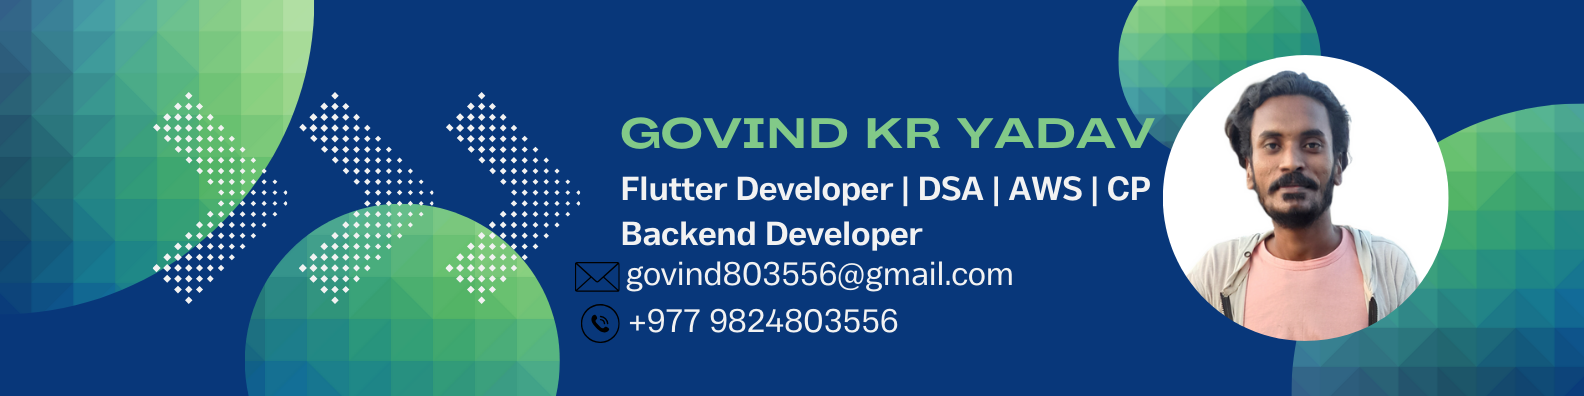 GOVIND KR YADAV
Flutter Developer | DSA | AWS | CP
Backend Developer
govind803556@gmail.com
+977 9824803556